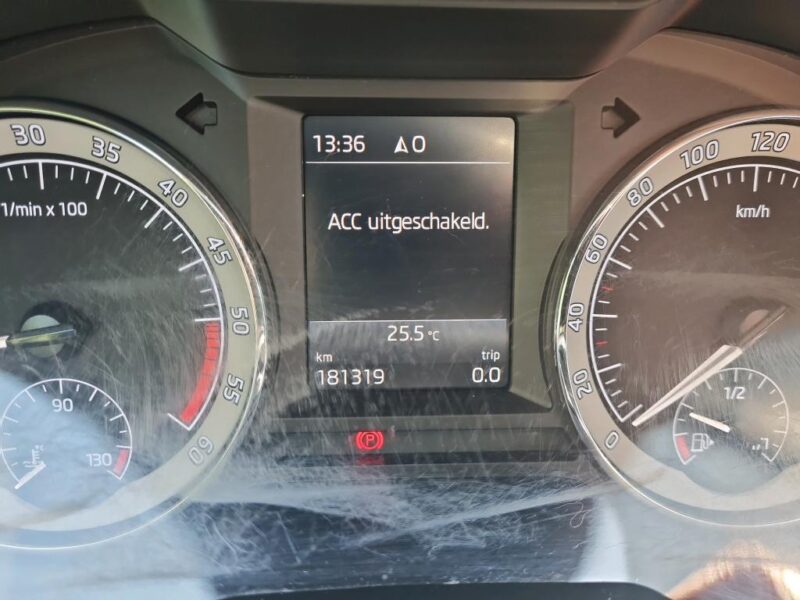 13:36 O
ACC uitgeschakeld.
25.5 °C
km trip
181319 0.0
30 35 40 45 50 55 60
1/min x 100
90
130
0 20 40 60 80 100 120
km/h
1/2
P